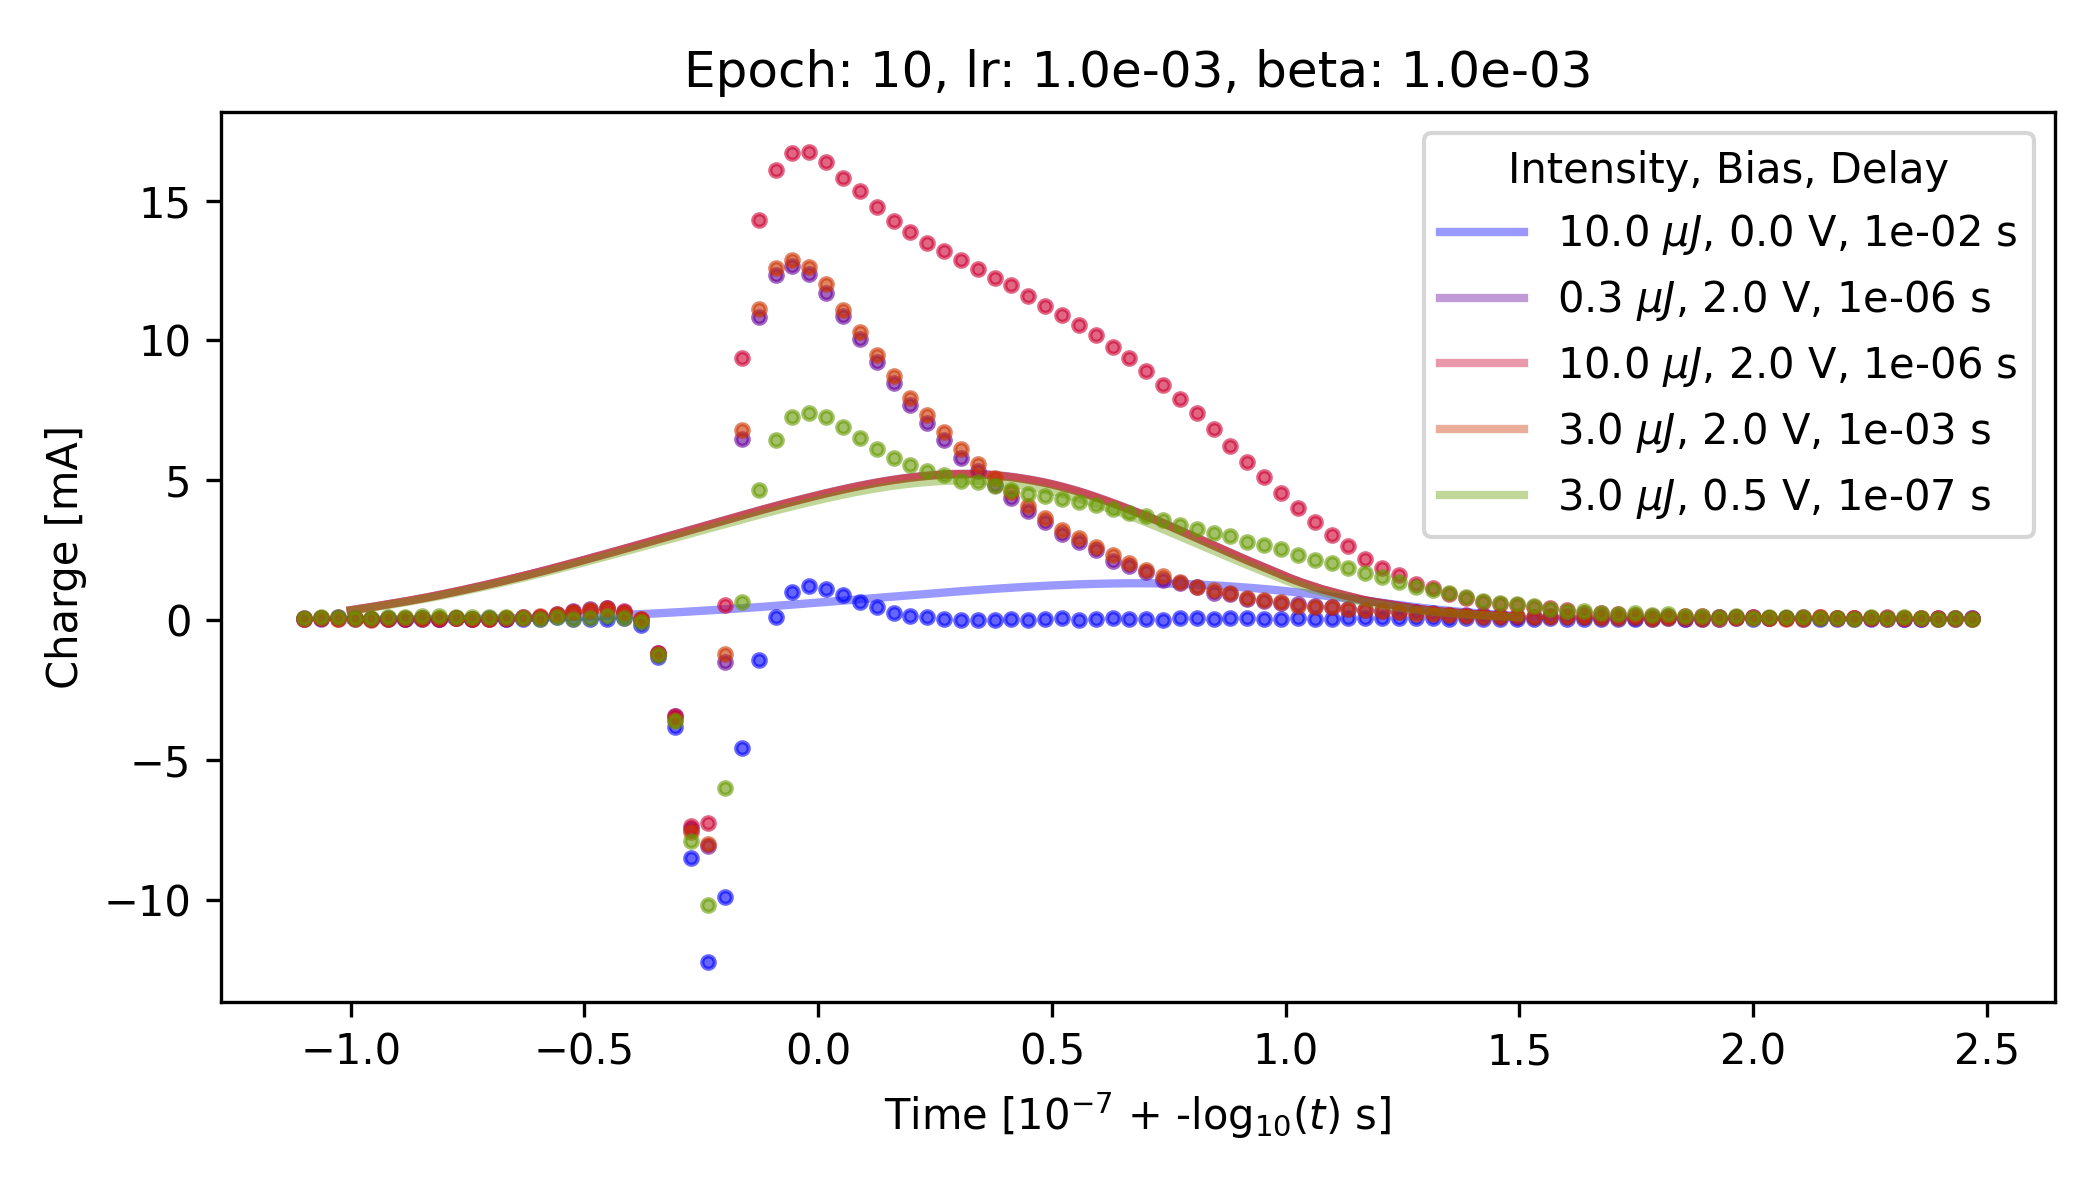 Epoch: 10, lr: 1.0e-03, beta: 1.0e-03
Intensity, Bias, Delay
10.0 μJ, 0.0 V, 1e-02 s
0.3 μJ, 2.0 V, 1e-06 s
10.0 μJ, 2.0 V, 1e-06 s
3.0 μJ, 2.0 V, 1e-03 s
3.0 μJ, 0.5 V, 1e-07 s
Charge [mA]
15
10
5
0
−5
−10
−1.0 −0.5 0.0 0.5 1.0 1.5 2.0 2.5
Time [10⁻⁷ + -log₁₀(t) s]